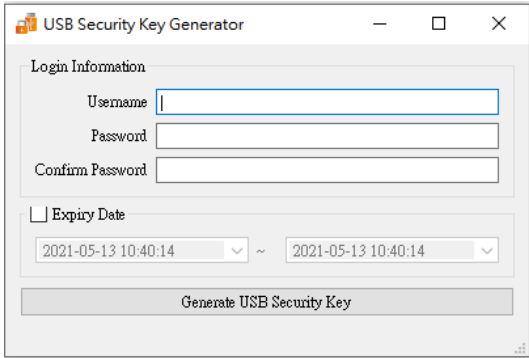 USB Security Key Generator
Login Information
Username
Password
Confirm Password
Expiry Date
2021-05-13 10:40:14 ~ 2021-05-13 10:40:14
Generate USB Security Key